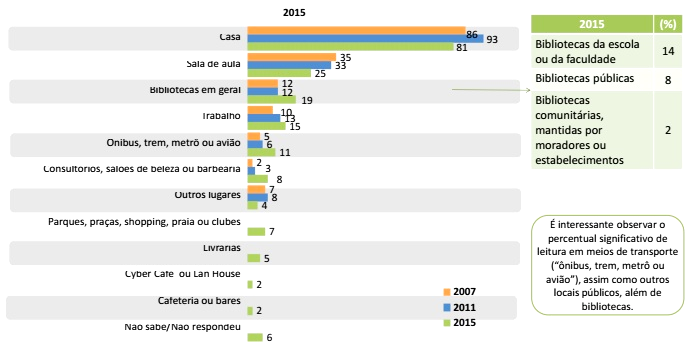 2015
Casa
86
93
81
Sala de aula
35
33
25
Bibliotecas em geral
12
12
19
Trabalho
10
13
15
Ônibus, trem, metrô ou avião
5
6
11
Consultórios, salões de beleza ou barbearia
2
3
8
Outros lugares
7
8
4
Parques, praças, shopping, praia ou clubes
7
Livrarias
5
Cyber Café ou Lan House
2
Cafeteria ou bares
2
Não sabe/Não respondeu
6
2007
2011
2015
2015 (%)
Bibliotecas da escola
ou da faculdade 14
Bibliotecas públicas 8
Bibliotecas
comunitárias,
mantidas por 2
moradores ou
estabelecimentos
É interessante observar o
percentual significativo de
leitura em meios de transporte
("ônibus, trem, metrô ou
avião"), assim como outros
locais públicos, além de
bibliotecas.